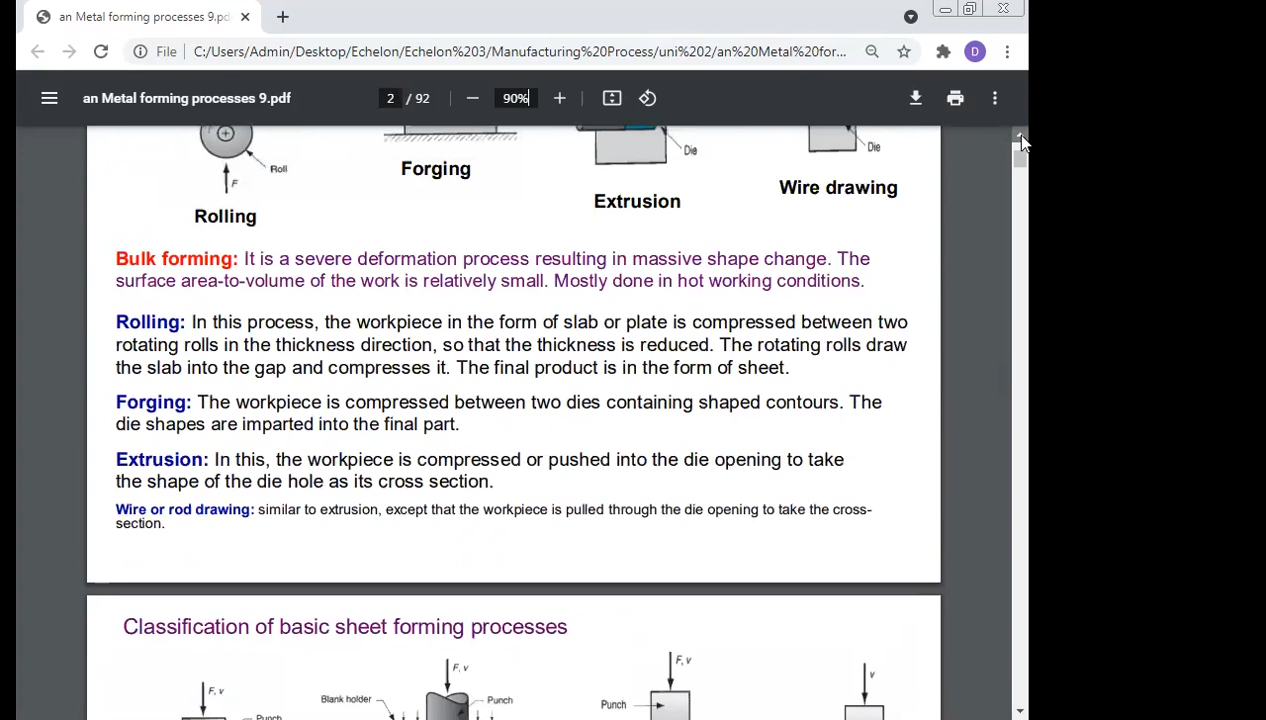 an Metal forming processes 9.pd
File C:/Users/Admin/Desktop/Echelon/Echelon%203/Manufacturing%20Process/uni%202/an%20Metal%20for... D
an Metal forming processes 9.pdf 2 / 92 90%
Die
Die
Roll
F
Forging
Wire drawing
Extrusion
Rolling
Bulk forming: It is a severe deformation process resulting in massive shape change. The
surface area-to-volume of the work is relatively small. Mostly done in hot working conditions.
Rolling: In this process, the workpiece in the form of slab or plate is compressed between two
rotating rolls in the thickness direction, so that the thickness is reduced. The rotating rolls draw
the slab into the gap and compresses it. The final product is in the form of sheet.
Forging: The workpiece is compressed between two dies containing shaped contours. The
die shapes are imparted into the final part.
Extrusion: In this, the workpiece is compressed or pushed into the die opening to take
the shape of the die hole as its cross section.
Wire or rod drawing: similar to extrusion, except that the workpiece is pulled through the die opening to take the cross-
section.
Classification of basic sheet forming processes
F, v
F, v
F, v
v
Blank holder
Punch
Punch
Punch